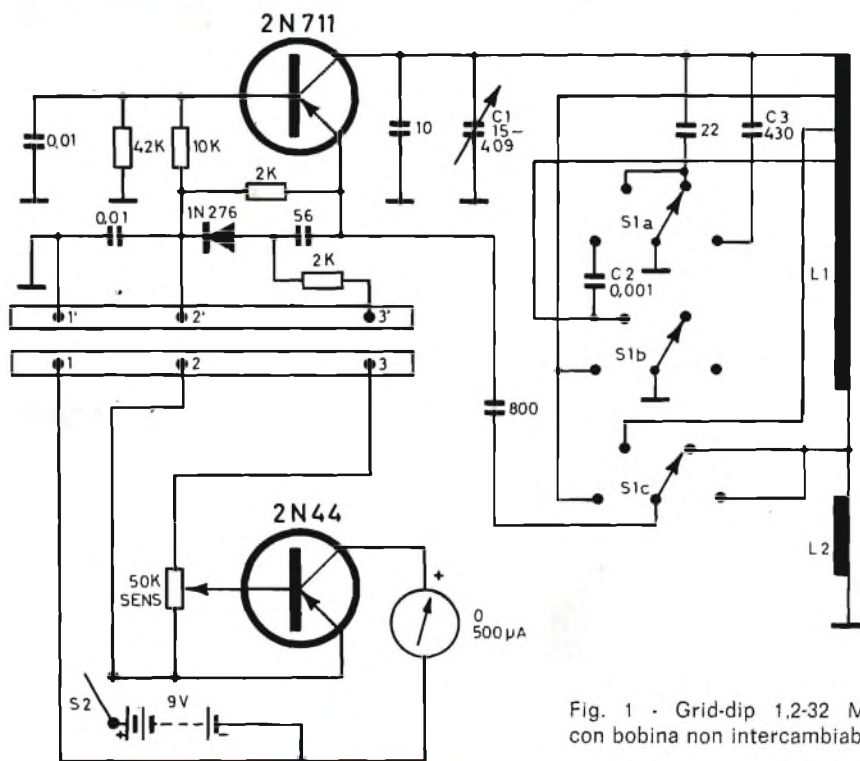 2N711
0,01
42K
10K
2K
10
C1
15–
409
22
C3
430
0,01
1N276
56
2K
S1a
C2
0,001
L1
1'
2'
3'
1
2
3
S1b
800
S1c
L2
2N44
50K
SENS
+
0
500µA
S2
9V
+
-
Fig. 1 - Grid-dip 1,2-32 M
con bobina non intercambiab